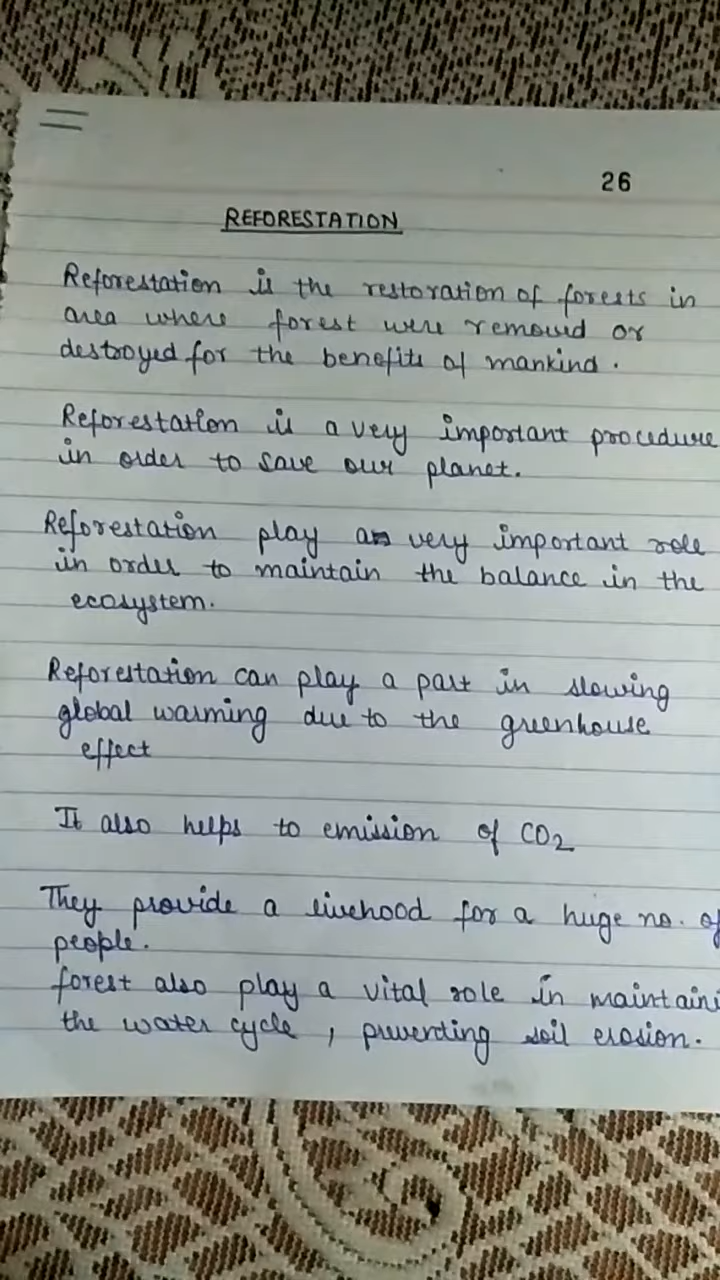 26
REFORESTATION
Reforestation is the restoration of forests in
area where forest were removed or
destroyed for the benefits of mankind.
Reforestation is a very important procedure
in order to save our planet.
Reforestation play a very important role
in order to maintain the balance in the
ecosystem.
Reforestation can play a part in slowing
global warming due to the greenhouse
effect
It also helps to emission of CO2
They provide a livehood for a huge no. of
people.
forest also play a vital role in maintaini
the water cycle, preventing soil erosion.